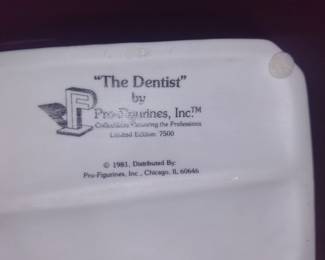 "The Dentist"
by
Pro-Figurines, Inc.™
Collectibles Honoring the Professions
Limited Edition 7500
© 1981, Distributed By:
Pro-Figurines, Inc., Chicago, IL 60646